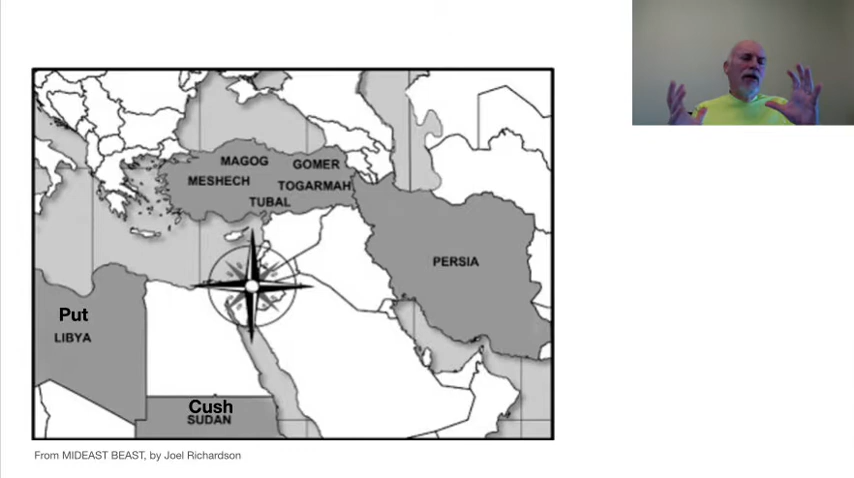 MAGOG
GOMER
MESHECH
TOGARMAH
TUBAL
PERSIA
Put
LIBYA
Cush
SUDAN
From MIDEAST BEAST, by Joel Richardson